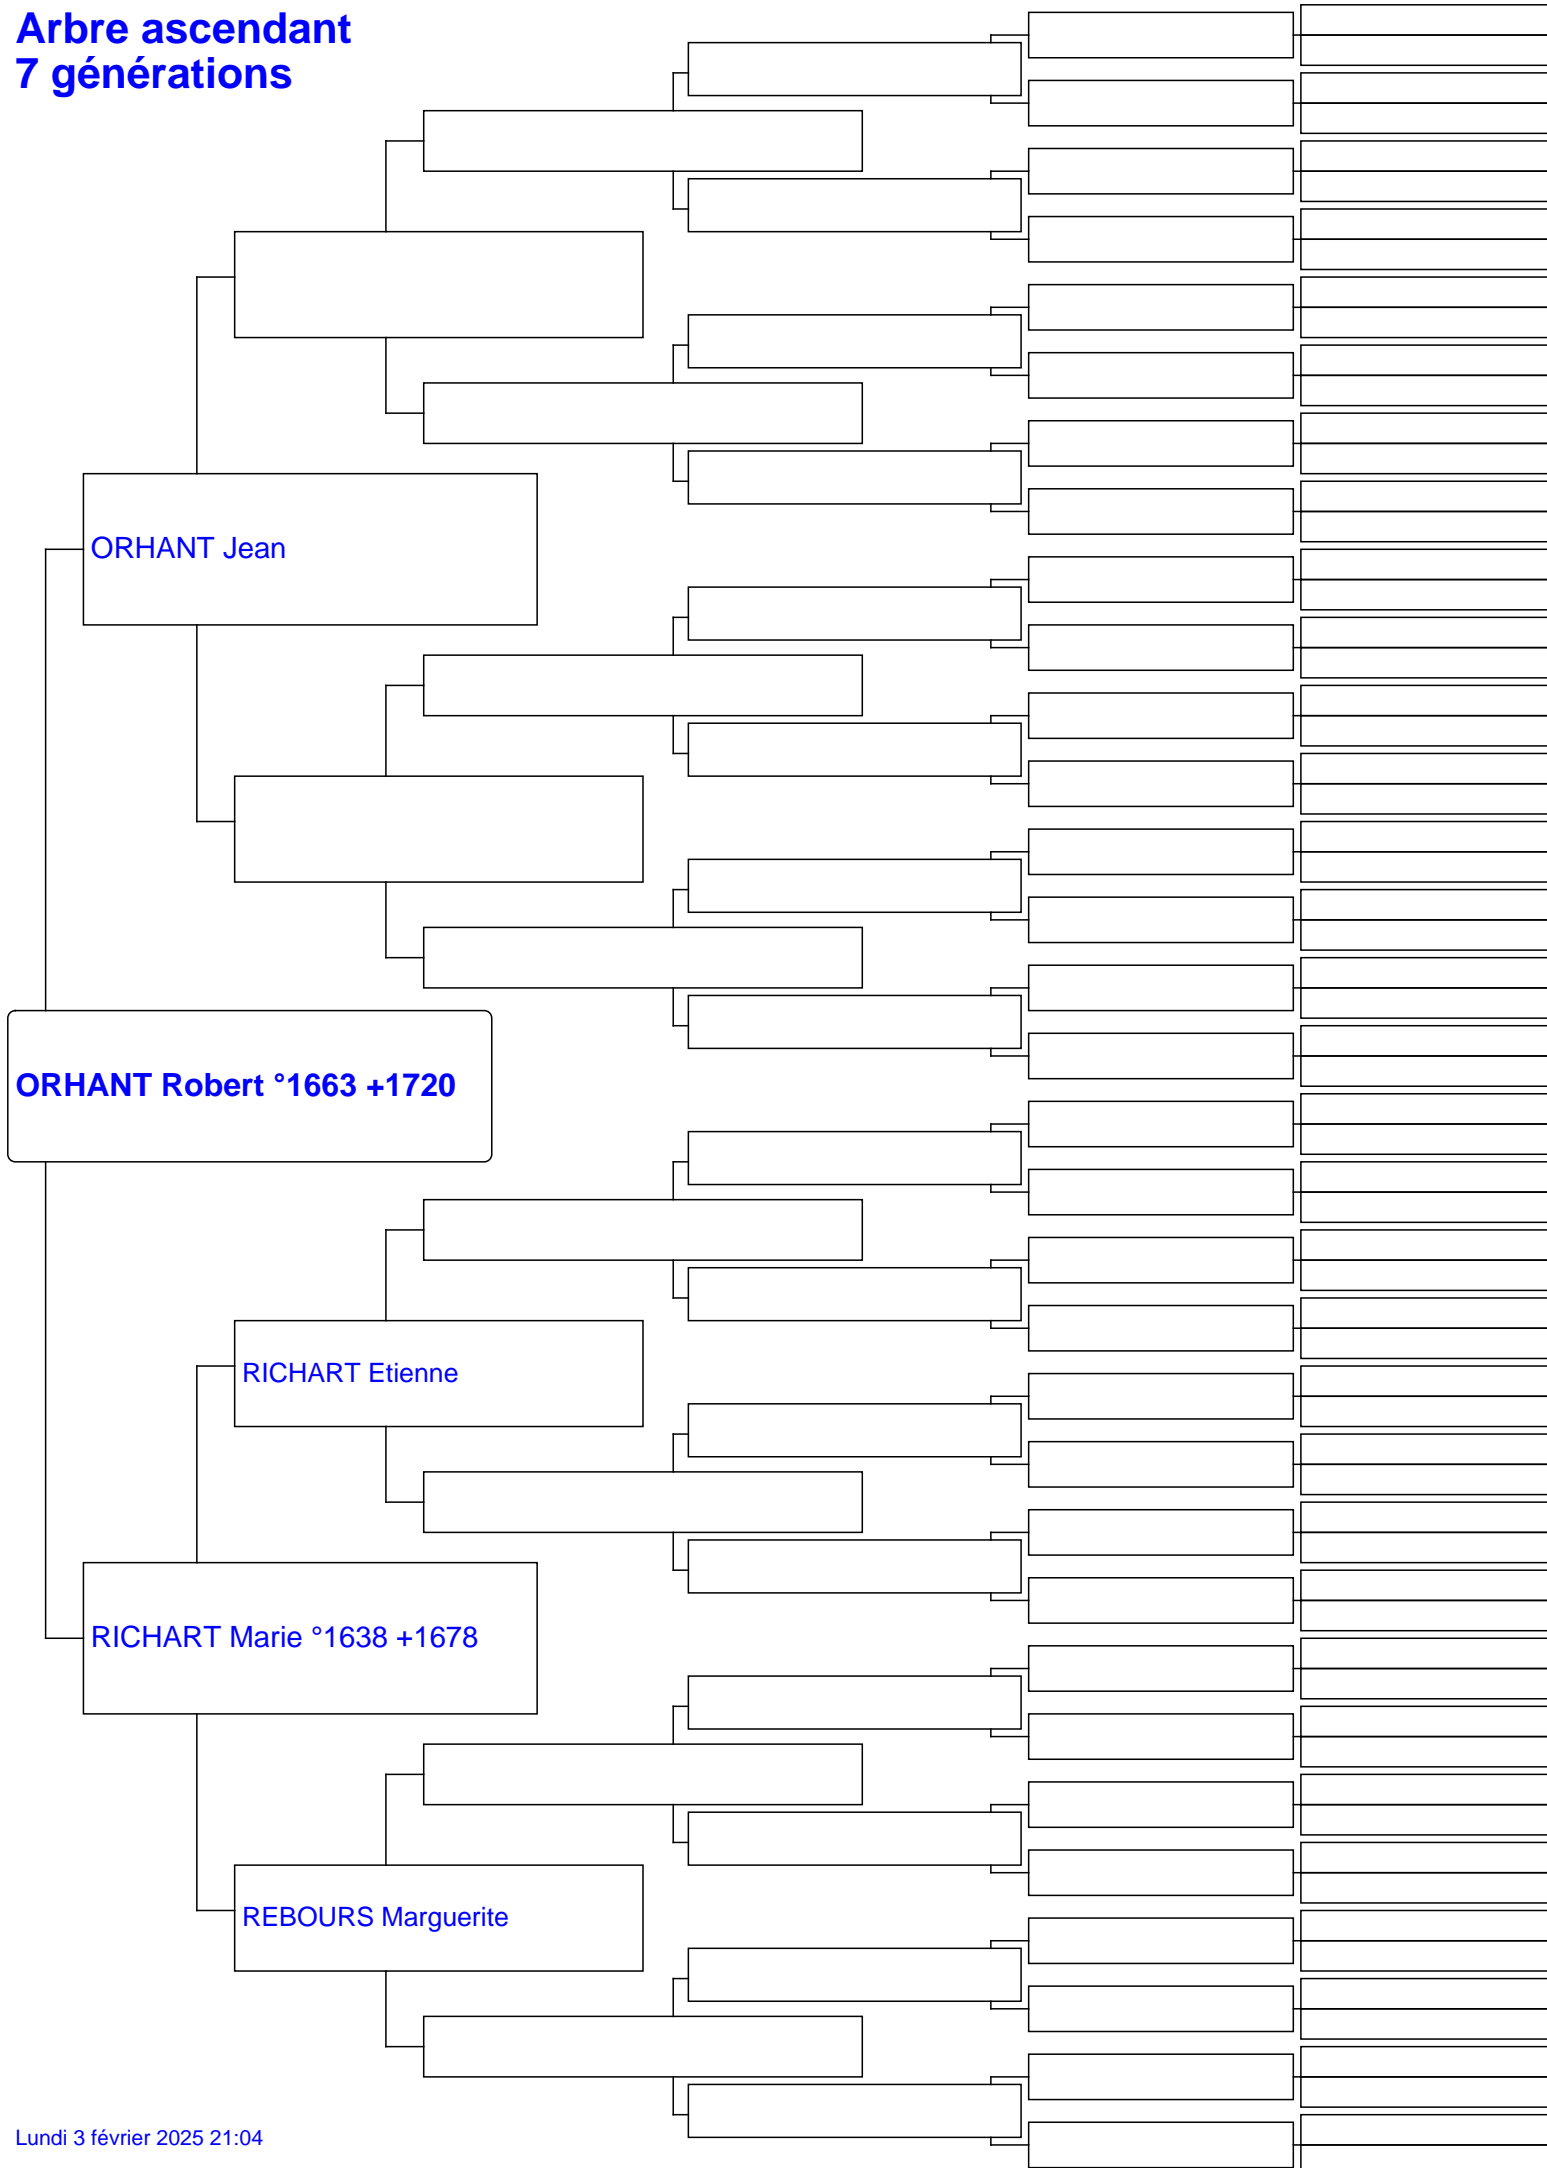 Arbre ascendant
7 générations
ORHANT Jean
ORHANT Robert °1663 +1720
RICHART Etienne
RICHART Marie °1638 +1678
REBOURS Marguerite
Lundi 3 février 2025 21:04